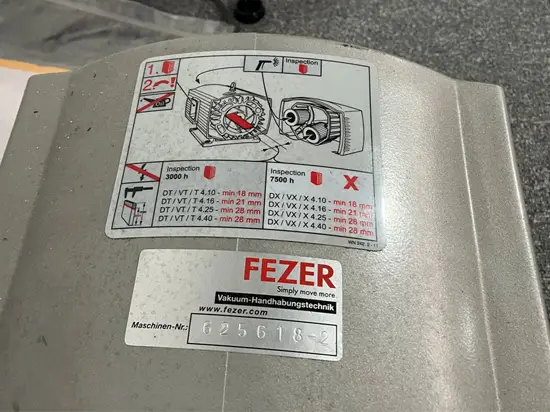 1.
Inspection
2. !
Inspection
3000 h
Inspection
7500 h
DT / VT / T 4.10 - min 18 mm
DT / VT / T 4.16 - min 21 mm
DT / VT / T 4.25 - min 28 mm
DT / VT / T 4.40 - min 28 mm
DX / VX / X 4.10 - min 18 mm
DX / VX / X 4.16 - min 21 mm
DX / VX / X 4.25 - min 28 mm
DX / VX / X 4.40 - min 28 mm
FEZER
Simply move more
Vakuum-Handhabungstechnik
www.fezer.com
Maschinen-Nr.: 625618-2